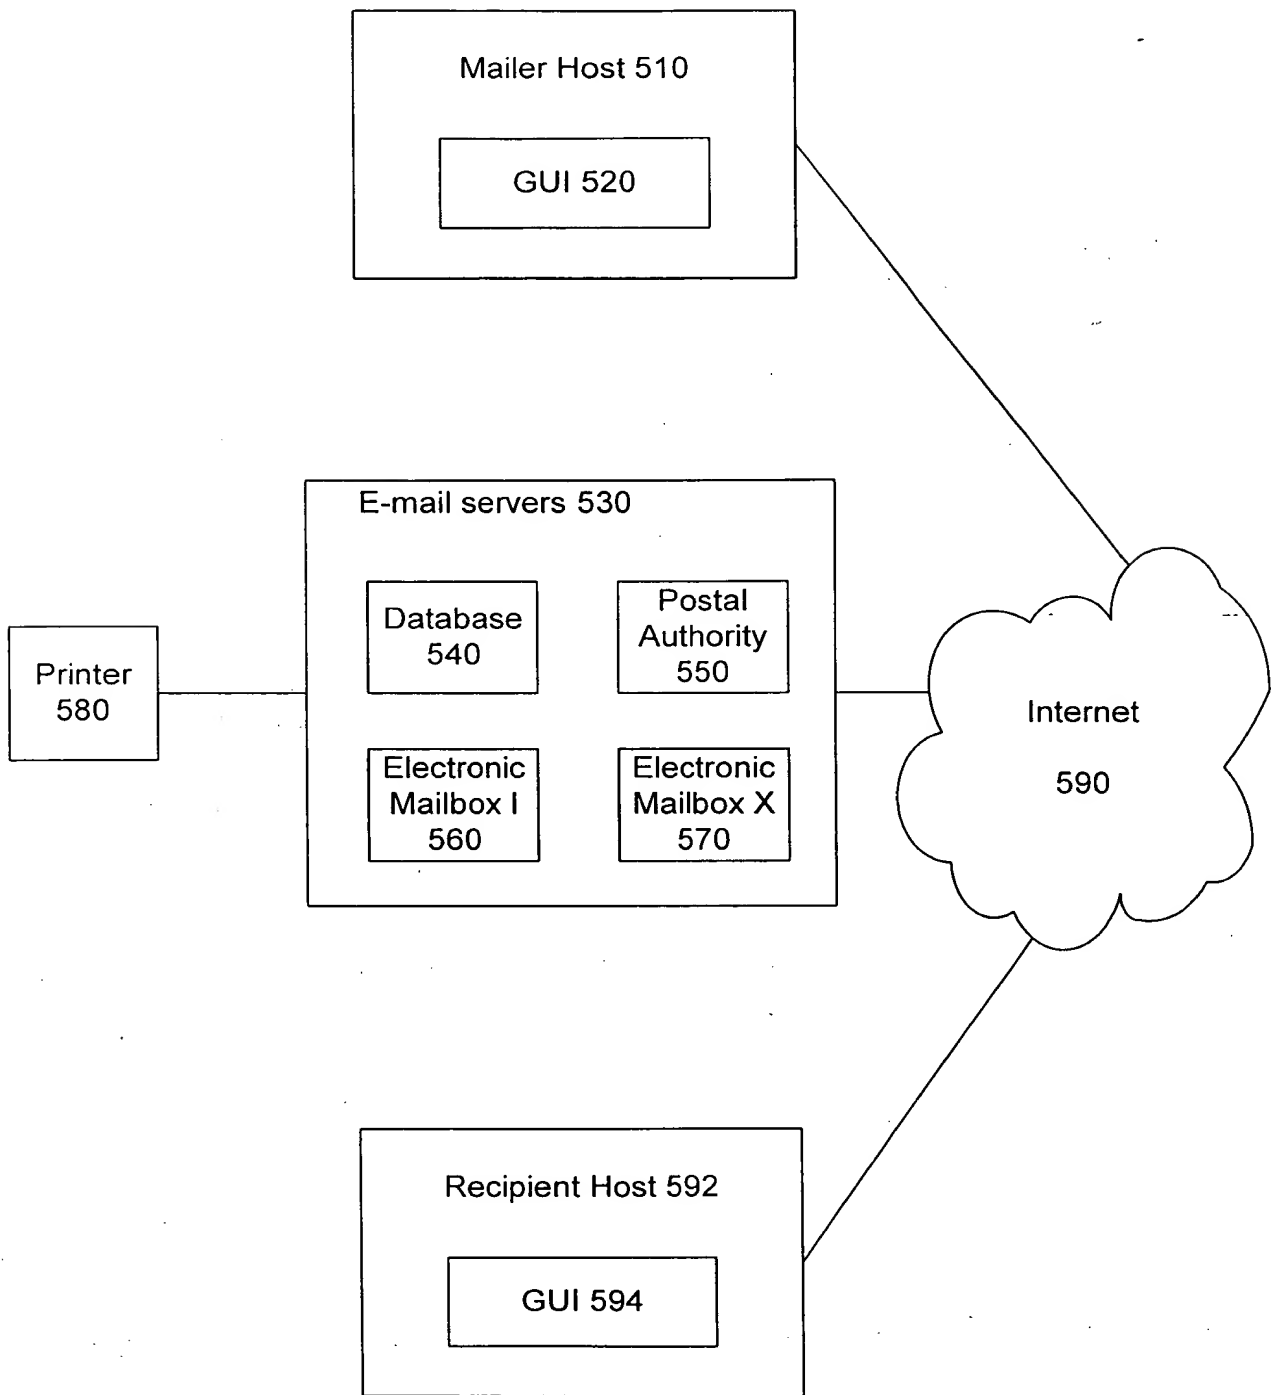 Mailer Host 510
GUI 520
E-mail servers 530
Database
540
Postal
Authority
550
Printer
580
Electronic
Mailbox I
560
Electronic
Mailbox X
570
Internet
590
Recipient Host 592
GUI 594